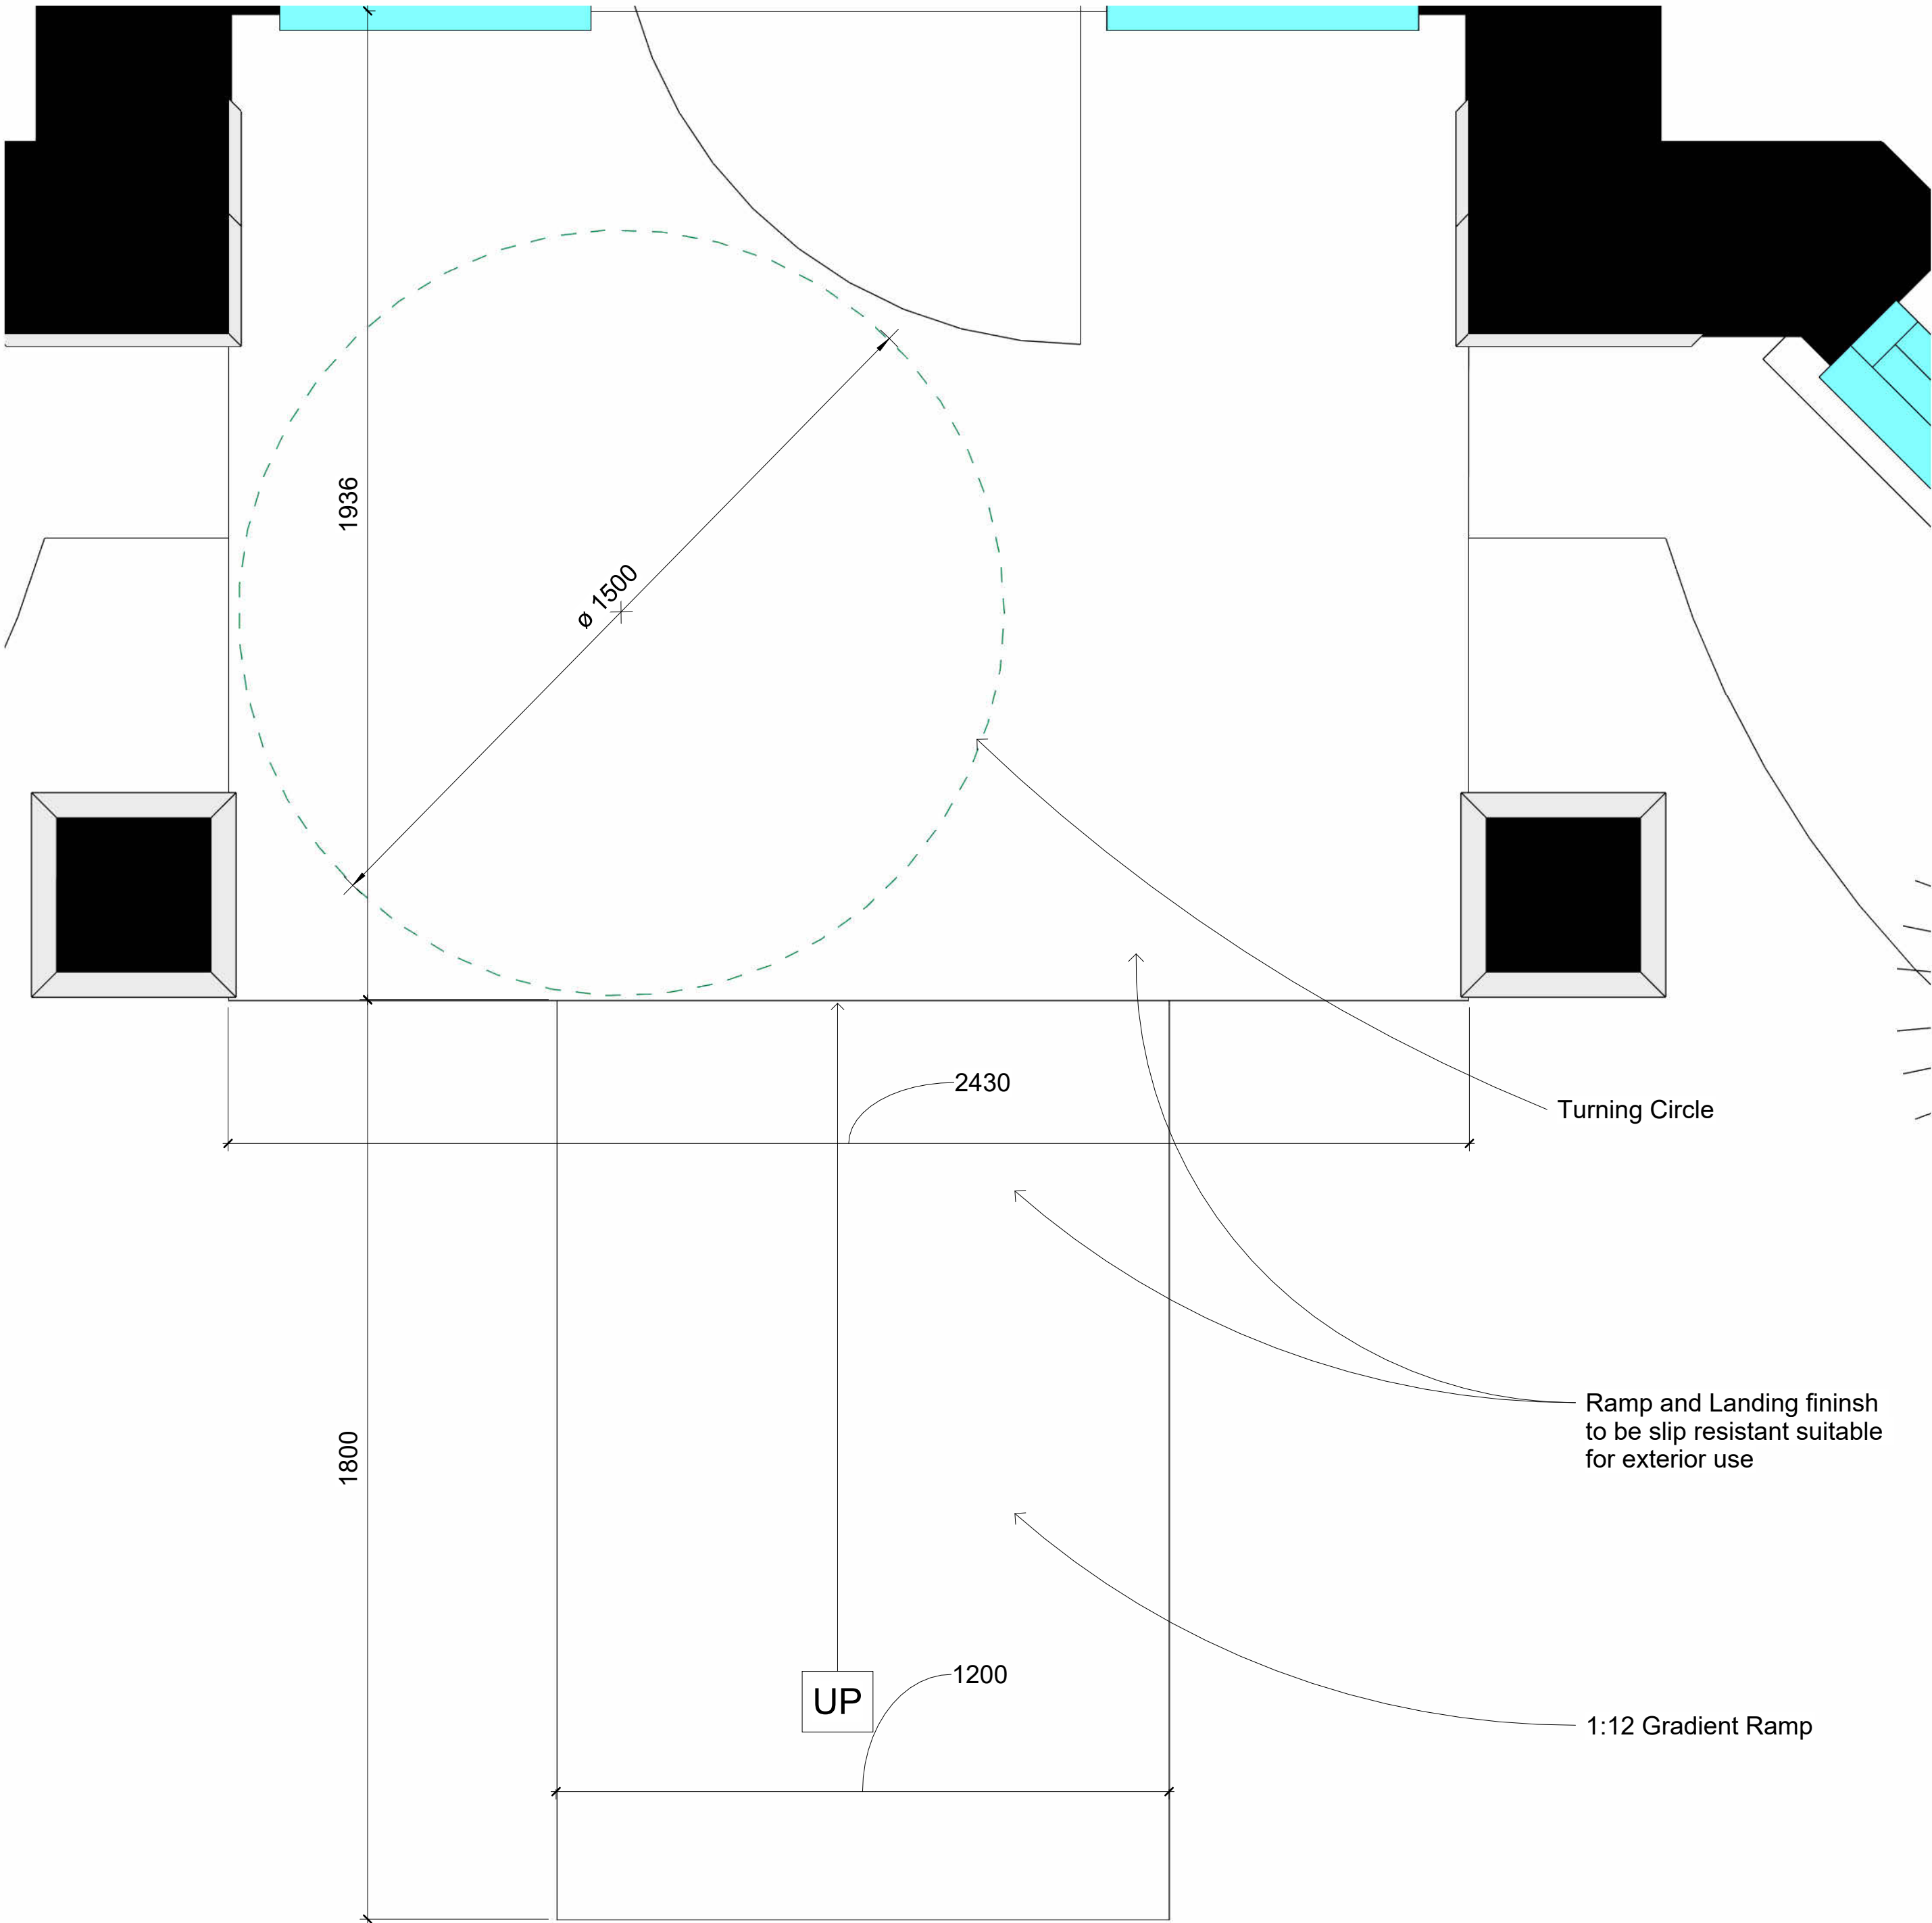 1936
ø 1500
2430
Turning Circle
Ramp and Landing fininsh
to be slip resistant suitable
for exterior use
1800
1200
UP
1:12 Gradient Ramp